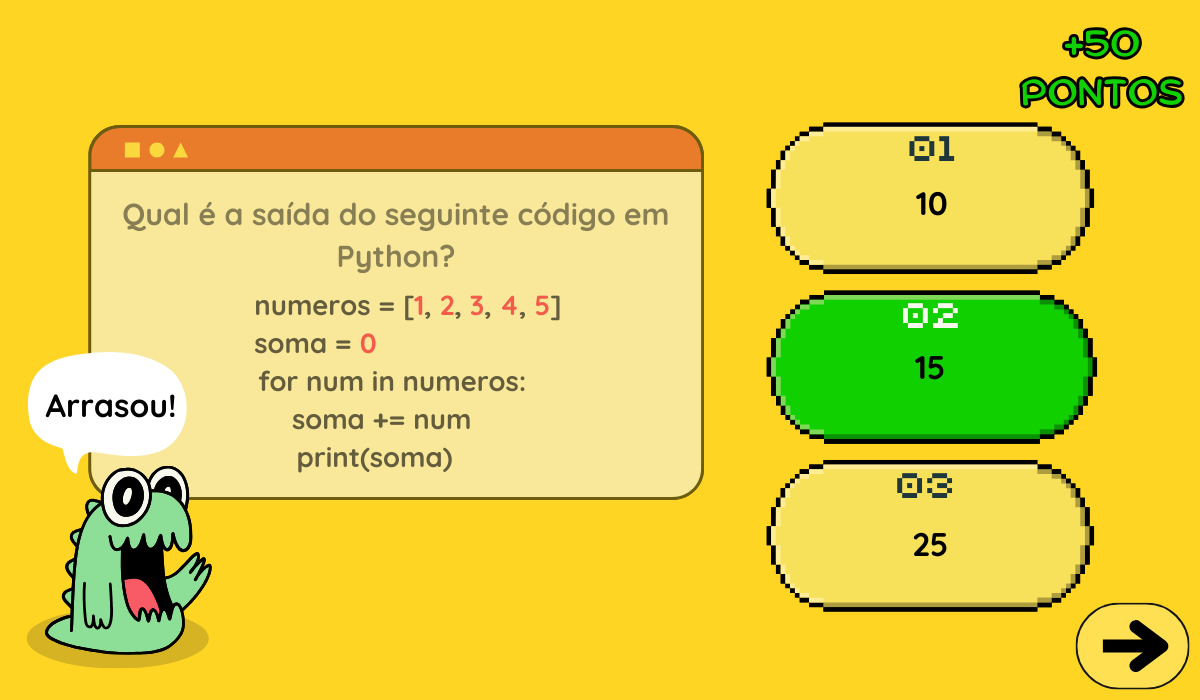 +50
PONTOS
Qual é a saída do seguinte código em
Python?
numeros = [1, 2, 3, 4, 5]
soma = 0
for num in numeros:
soma += num
print(soma)
Arrasou!
01
10
02
15
03
25